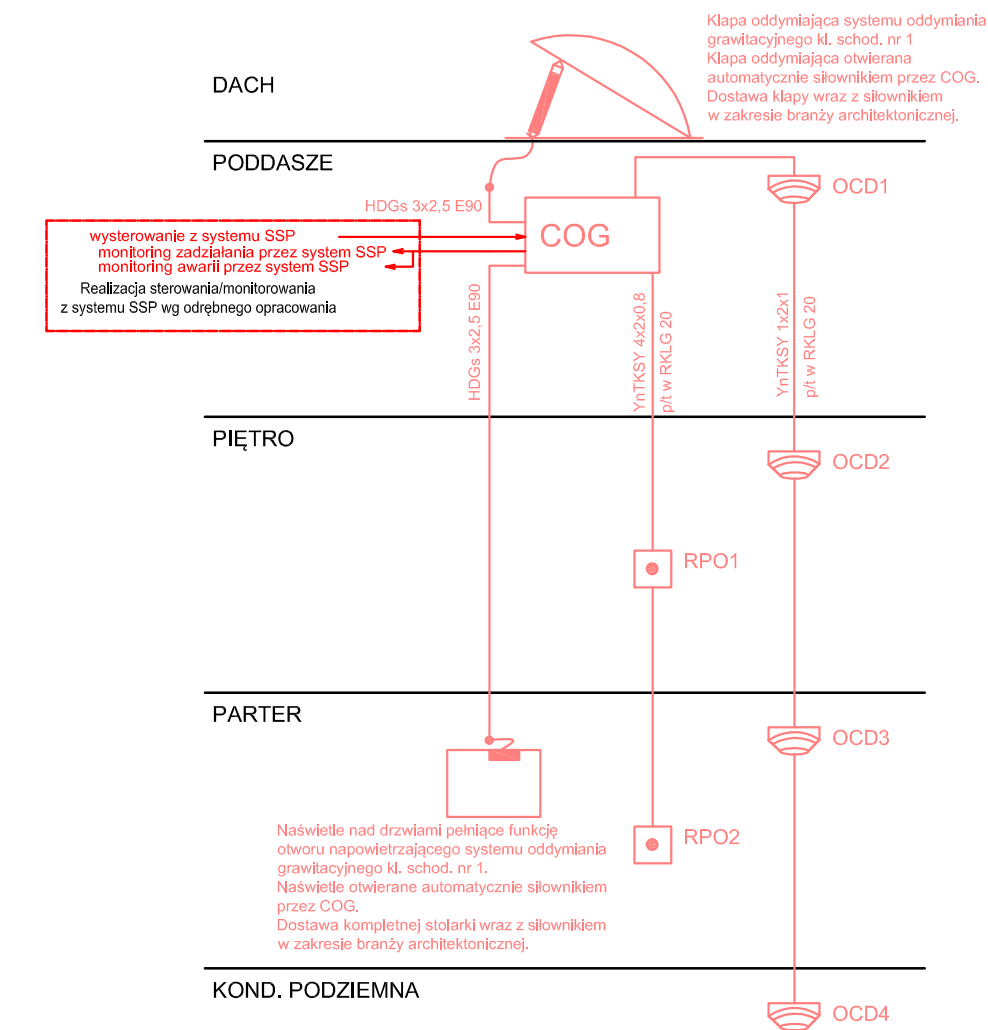 Klapa oddymiająca systemu oddymiania
grawitacyjnego kl. schod. nr 1
Klapa oddymiająca otwierana
automatycznie siłownikiem przez COG.
Dostawa klapy wraz z siłownikiem
w zakresie branży architektonicznej.
DACH
PODDASZE
OCD1
HDGs 3x2,5 E90
COG
wysterowanie z systemu SSP
monitoring zadziałania przez system SSP
monitoring awarii przez system SSP
Realizacja sterowania/monitorowania
z systemu SSP wg odrębnego opracowania
HDGs 3x2,5 E90
YnTKSY 4x2x0,8
p/t w RKLG 20
YnTKSY 1x2x1
p/t w RKLG 20
PIĘTRO
OCD2
RPO1
PARTER
OCD3
RPO2
Naświetle nad drzwiami pełniące funkcję
otworu napowietrzającego systemu oddymiania
grawitacyjnego kl. schod. nr 1.
Naświetle otwierane automatycznie siłownikiem
przez COG.
Dostawa kompletnej stolarki wraz z siłownikiem
w zakresie branży architektonicznej.
KOND. PODZIEMNA
OCD4